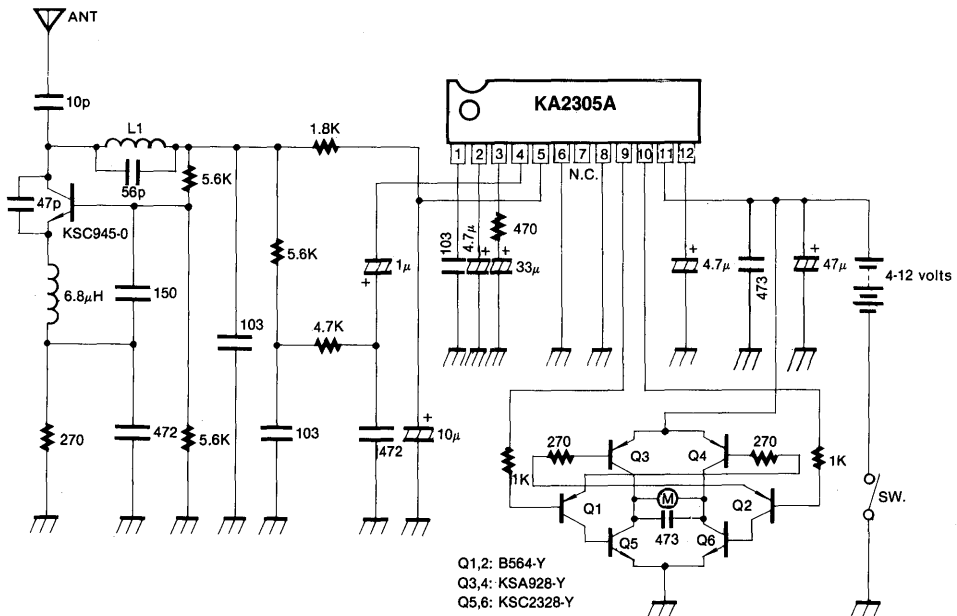 ANT
10p
L1
56p
47p
KSC945-0
5.6K
1.8K
6.8μH
150
5.6K
103
4.7K
1μ
270
472
5.6K
103
472
10μ
KA2305A
1 2 3 4 5 6 7 8 9 10 11 12
N.C.
103
4.7μ
470
33μ
4.7μ
473
47μ
4-12 volts
1K
270
Q3
Q4
270
1K
Q1
M
Q2
Q5
473
Q6
SW.
Q1,2: B564-Y
Q3,4: KSA928-Y
Q5,6: KSC2328-Y